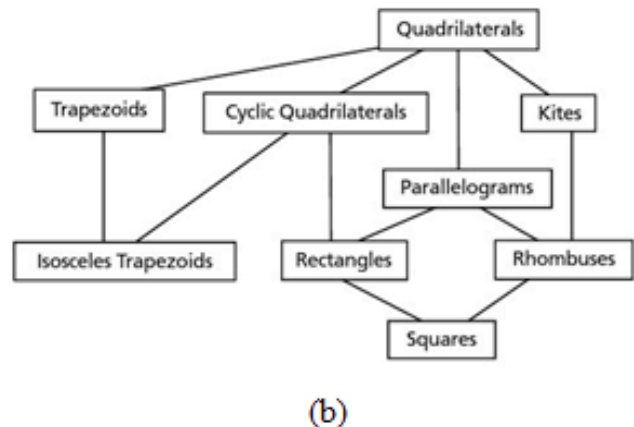 Quadrilaterals
Trapezoids
Cyclic Quadrilaterals
Kites
Parallelograms
Isosceles Trapezoids
Rectangles
Rhombuses
Squares
(b)